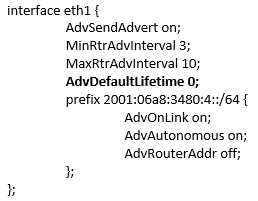 interface eth1 {
AdvSendAdvert on;
MinRtrAdvInterval 3;
MaxRtrAdvInterval 10;
AdvDefaultLifetime 0;
prefix 2001:06a8:3480:4::/64 {
AdvOnLink on;
AdvAutonomous on;
AdvRouterAddr off;
};
};